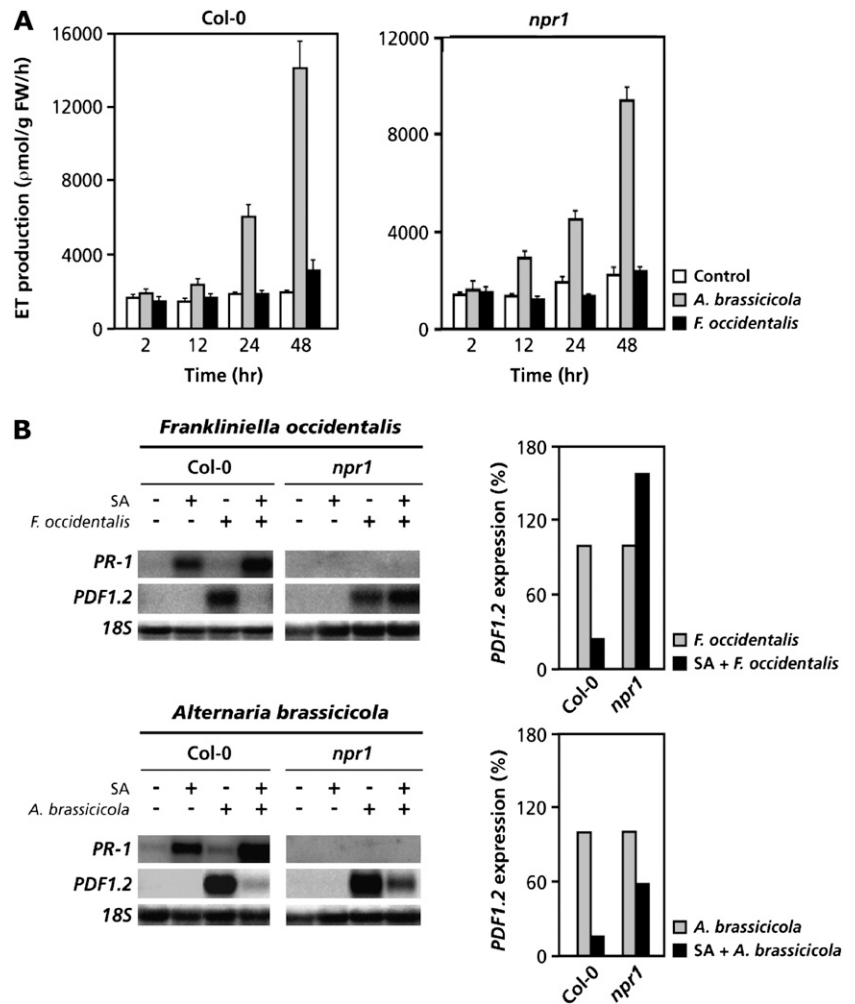 A
Col-0
npr1
ET production (ρmol/g FW/h)
16000
14000
12000
8000
4000
0
2 12 24 48
Time (hr)
12000
8000
4000
0
2 12 24 48
Time (hr)
Control
A. brassicicola
F. occidentalis
B
Frankliniella occidentalis
Col-0 npr1
SA - + - + - + - +
F. occidentalis - - + + - - + +
PR-1
PDF1.2
18S
PDF1.2 expression (%)
180
120
60
0
Col-0
npr1
F. occidentalis
SA + F. occidentalis
Alternaria brassicicola
Col-0 npr1
SA - + - + - + - +
A. brassicicola - - + + - - + +
PR-1
PDF1.2
18S
PDF1.2 expression (%)
180
120
60
0
Col-0
npr1
A. brassicicola
SA + A. brassicicola